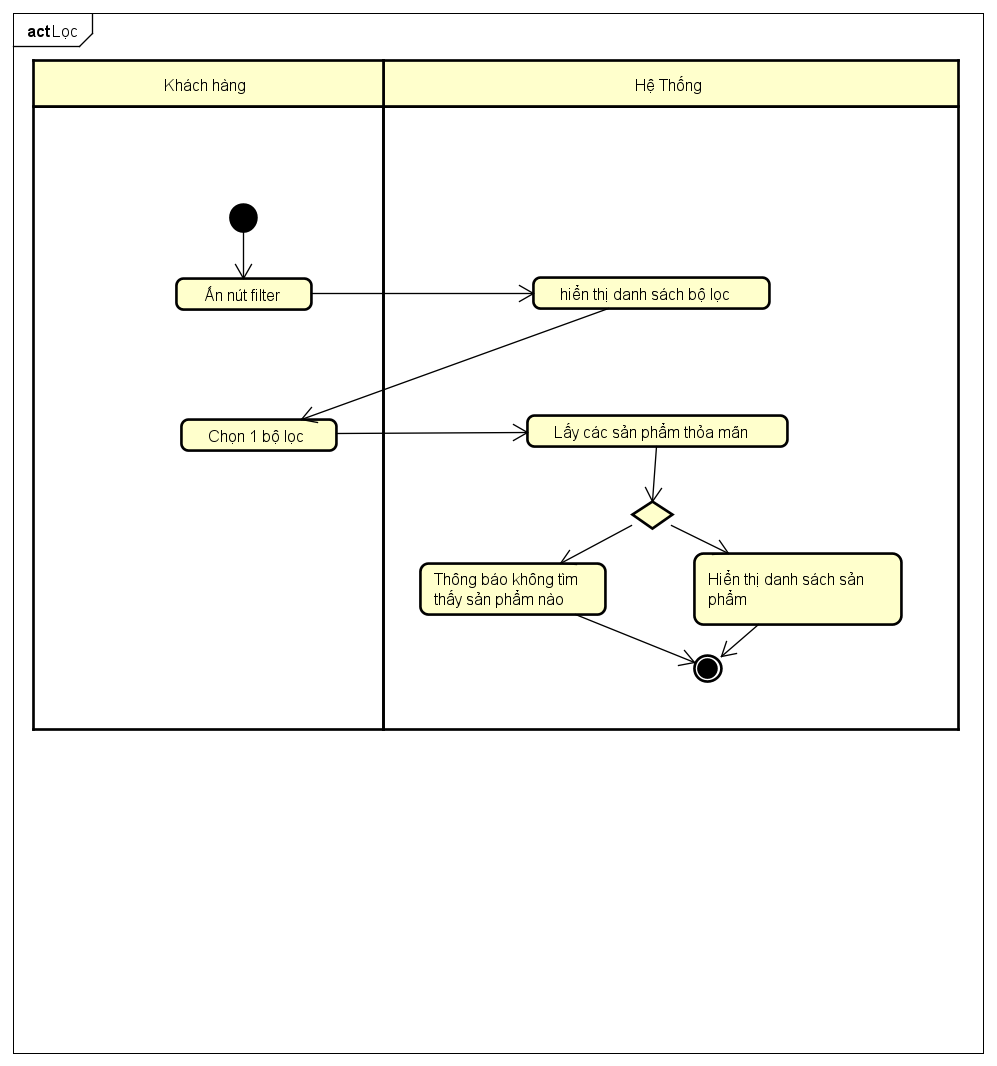 act Lọc
Khách hàng
Hệ Thống
Ấn nút filter
hiển thị danh sách bộ lọc
Chọn 1 bộ lọc
Lấy các sản phẩm thỏa mãn
Thông báo không tìm
thấy sản phẩm nào
Hiển thị danh sách sản
phẩm